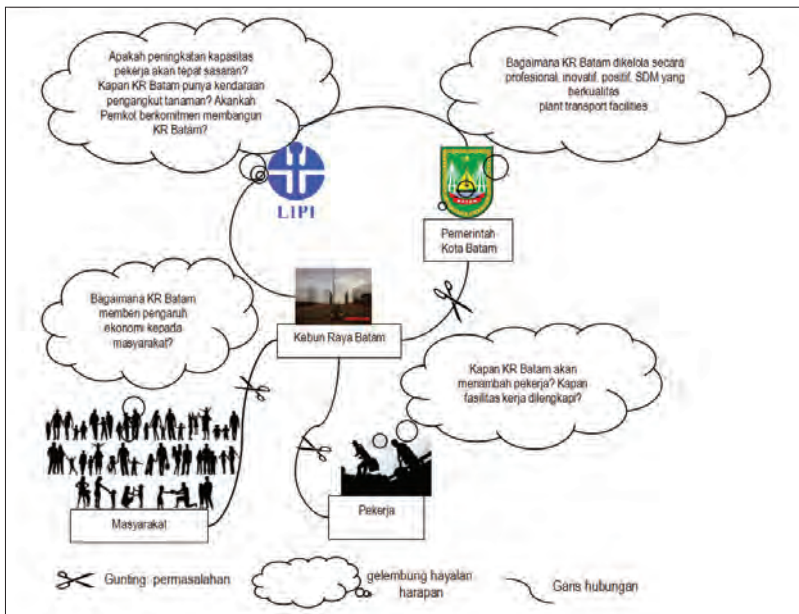 Apakah peningkatan kapasitas
pekerja akan tepat sasaran?
Kapan KR Batam punya kendaraan
pengangkut tanaman? Akankah
Pemkot berkomitmen membangun
KR Batam?
Bagaimana KR Batam dikelola secara
profesional, inovatif, positif, SDM yang
berkualitas
plant transport facilities
LIPI
BATAM
Pemerintah
Kota Batam
Bagaimana KR Batam
memberi pengaruh
ekonomi kepada
masyarakat?
Kebun Raya Batam
Kapan KR Batam akan
menambah pekerja? Kapan
fasilitas kerja dilengkapi?
Masyarakat
Pekerja
Gunting: permasalahan
gelembung hayalan
harapan
Garis hubungan